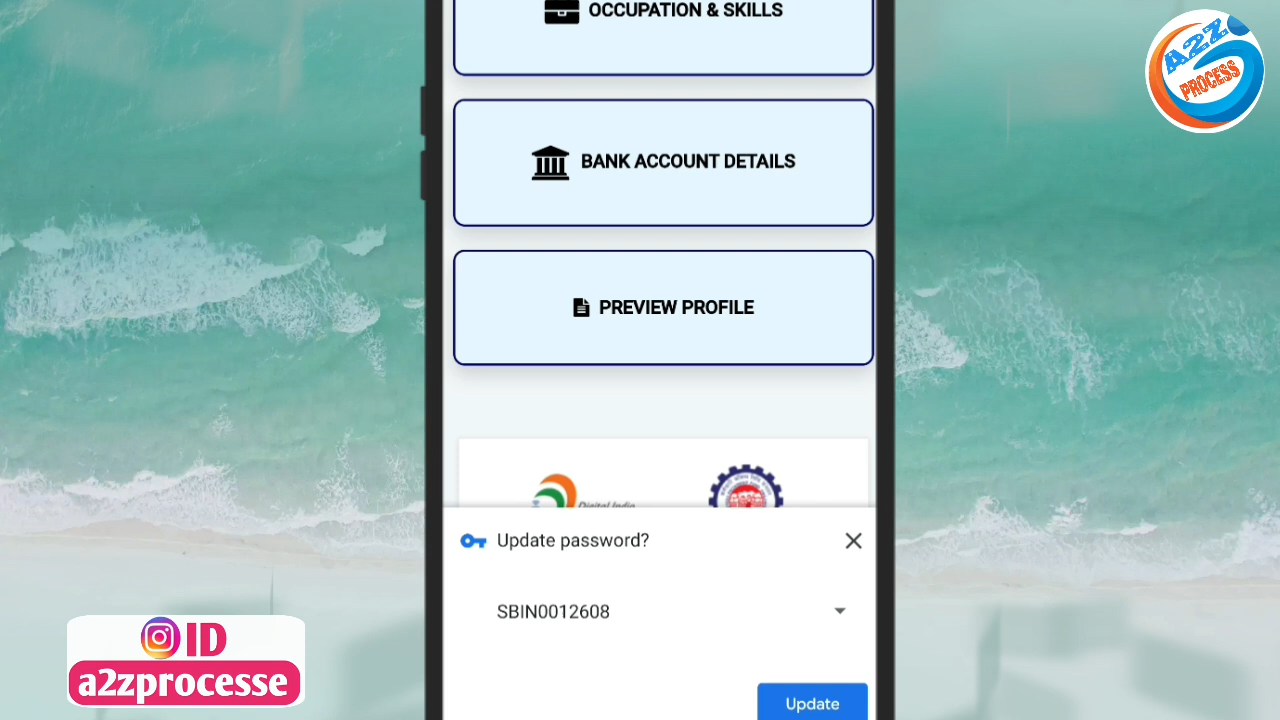 OCCUPATION & SKILLS
A2Z
PROCESS
BANK ACCOUNT DETAILS
PREVIEW PROFILE
Digital India
Update password?
SBIN0012608
Update
ID
a2zprocesse